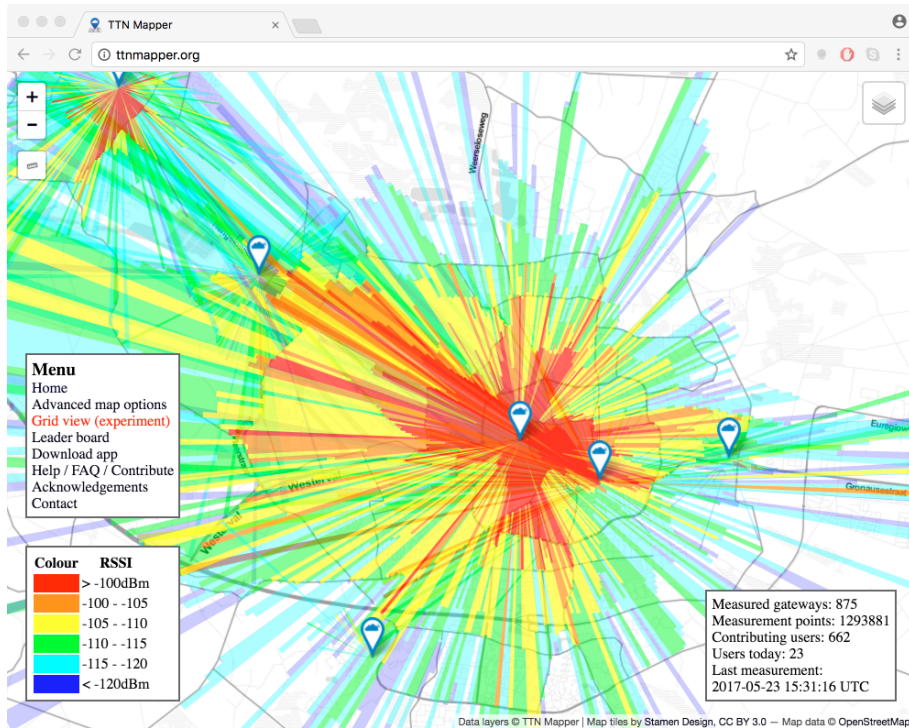 TTN Mapper
ttnmapper.org
+
−
Weerseloseweg
Menu
Home
Advanced map options
Grid view (experiment)
Leader board
Download app
Help / FAQ / Contribute
Acknowledgements
Contact
Gronausestraat
Colour RSSI
> -100dBm
-100 - -105
-105 - -110
-110 - -115
-115 - -120
< -120dBm
Measured gateways: 875
Measurement points: 1293881
Contributing users: 662
Users today: 23
Last measurement:
2017-05-23 15:31:16 UTC
Data layers © TTN Mapper | Map tiles by Stamen Design, CC BY 3.0 — Map data © OpenStreetMap